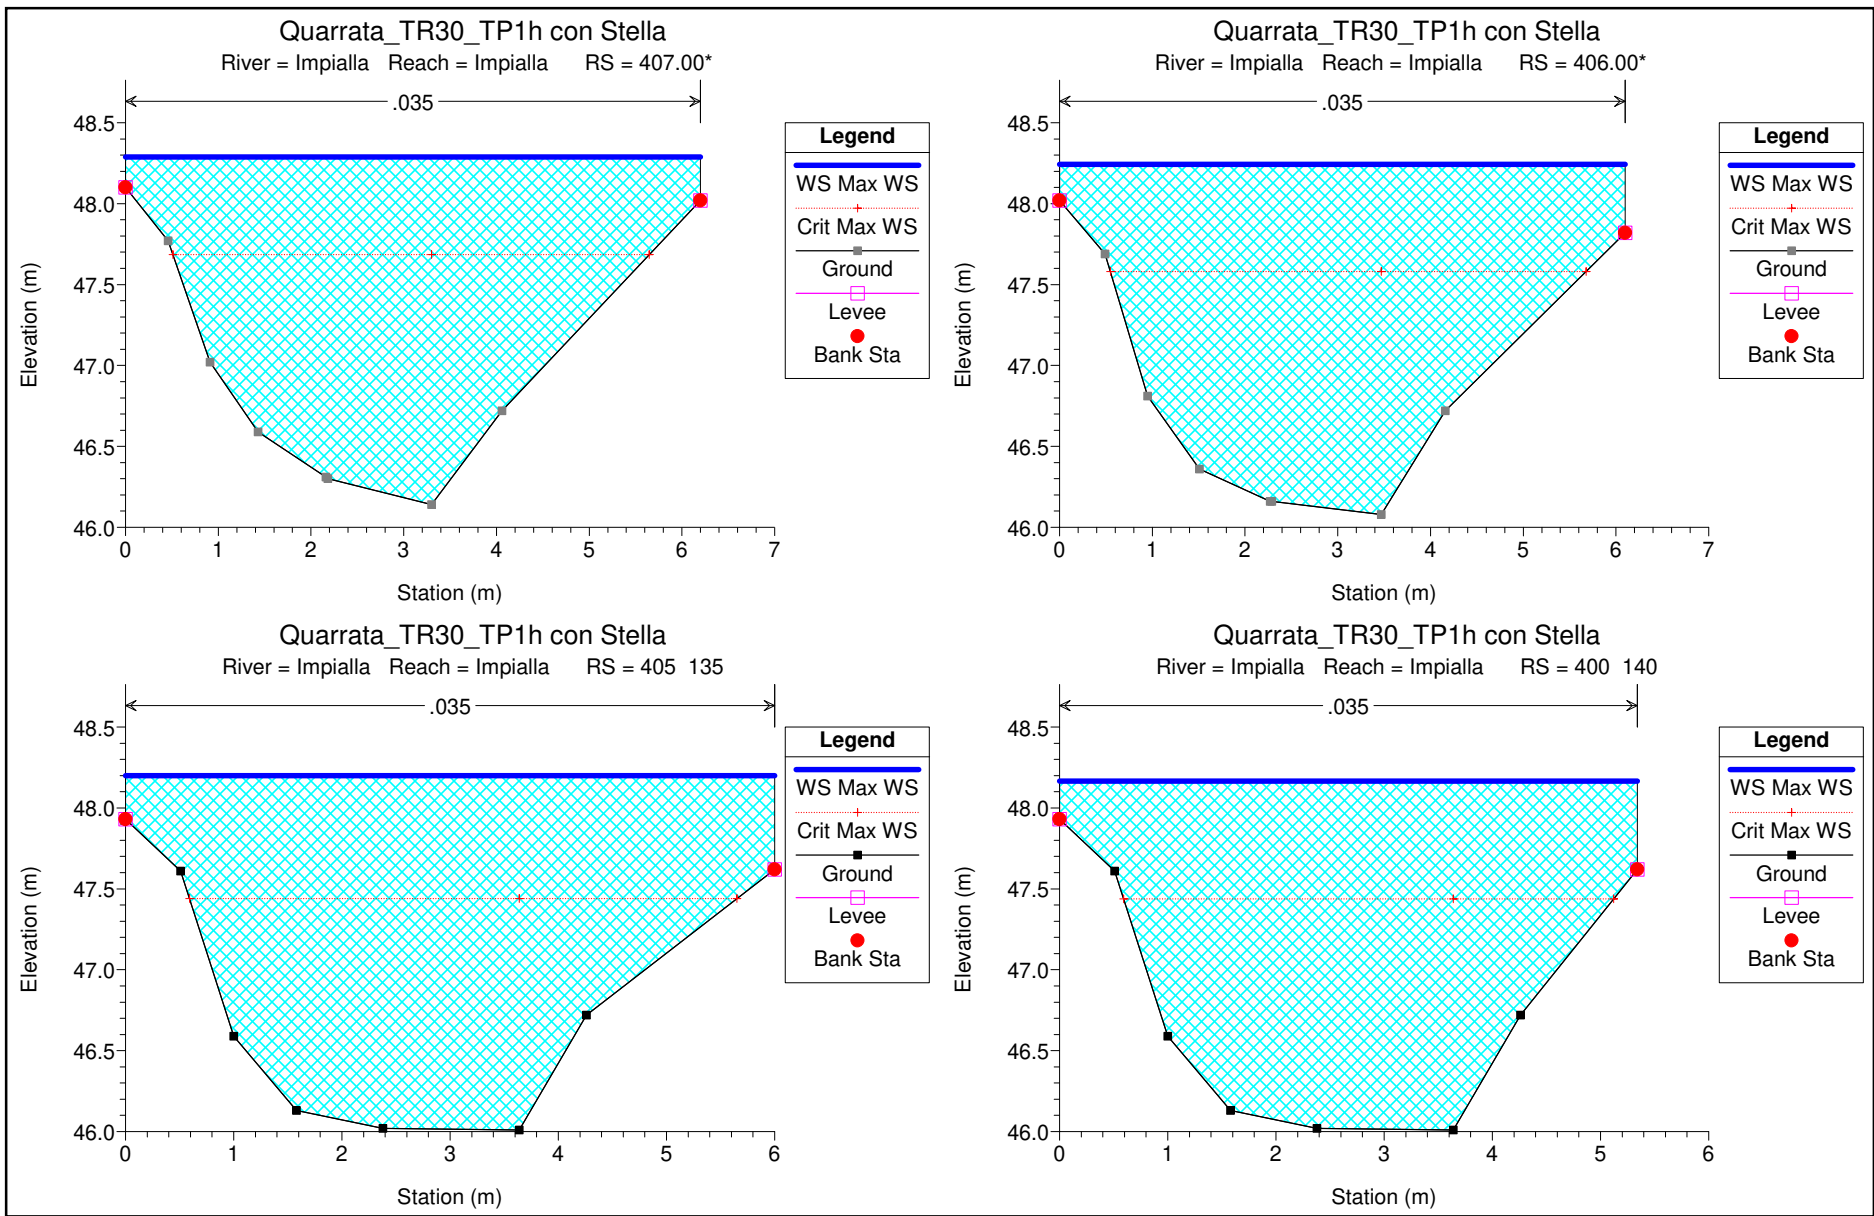 Quarrata_TR30_TP1h con Stella
River = Impialla Reach = Impialla RS = 407.00*
.035
48.5
48.0
47.5
47.0
46.5
46.0
0 1 2 3 4 5 6 7
Elevation (m)
Station (m)
Legend
WS Max WS
Crit Max WS
Ground
Levee
Bank Sta
Quarrata_TR30_TP1h con Stella
River = Impialla Reach = Impialla RS = 406.00*
.035
48.5
48.0
47.5
47.0
46.5
46.0
0 1 2 3 4 5 6 7
Elevation (m)
Station (m)
Legend
WS Max WS
Crit Max WS
Ground
Levee
Bank Sta
Quarrata_TR30_TP1h con Stella
River = Impialla Reach = Impialla RS = 405 135
.035
48.5
48.0
47.5
47.0
46.5
46.0
0 1 2 3 4 5 6
Elevation (m)
Station (m)
Legend
WS Max WS
Crit Max WS
Ground
Levee
Bank Sta
Quarrata_TR30_TP1h con Stella
River = Impialla Reach = Impialla RS = 400 140
.035
48.5
48.0
47.5
47.0
46.5
46.0
0 1 2 3 4 5 6
Elevation (m)
Station (m)
Legend
WS Max WS
Crit Max WS
Ground
Levee
Bank Sta